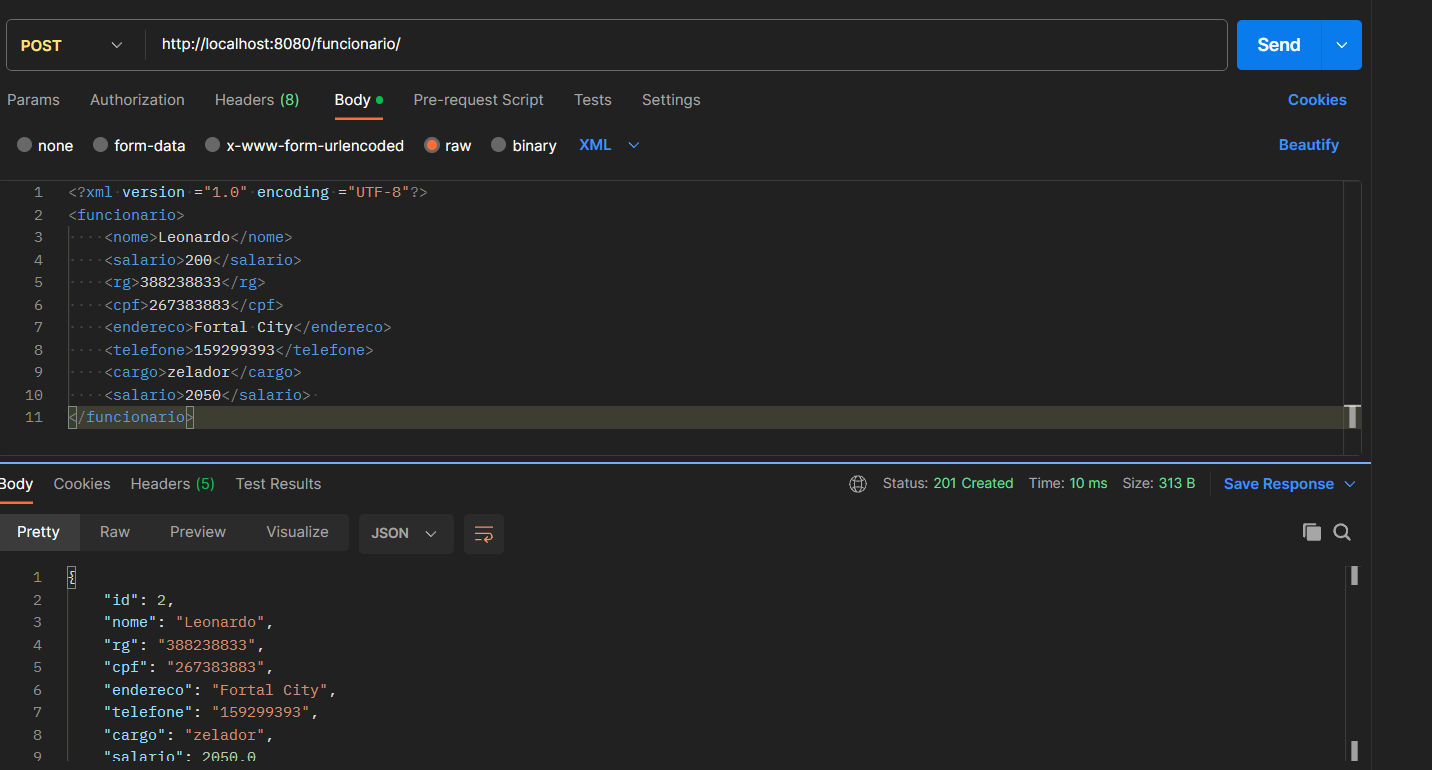 POST http://localhost:8080/funcionario/ Send
Params Authorization Headers (8) Body Pre-request Script Tests Settings Cookies
none form-data x-www-form-urlencoded raw binary XML Beautify
1 <?xml version ="1.0" encoding ="UTF-8"?>
2 <funcionario>
3 <nome>Leonardo</nome>
4 <salario>200</salario>
5 <rg>388238833</rg>
6 <cpf>267383883</cpf>
7 <endereco>Fortal City</endereco>
8 <telefone>159299393</telefone>
9 <cargo>zelador</cargo>
10 <salario>2050</salario>
11 </funcionario>
Body Cookies Headers (5) Test Results Status: 201 Created Time: 10 ms Size: 313 B Save Response
Pretty Raw Preview Visualize JSON
1 {
2 "id": 2,
3 "nome": "Leonardo",
4 "rg": "388238833",
5 "cpf": "267383883",
6 "endereco": "Fortal City",
7 "telefone": "159299393",
8 "cargo": "zelador",
9 "salario": 2050.0